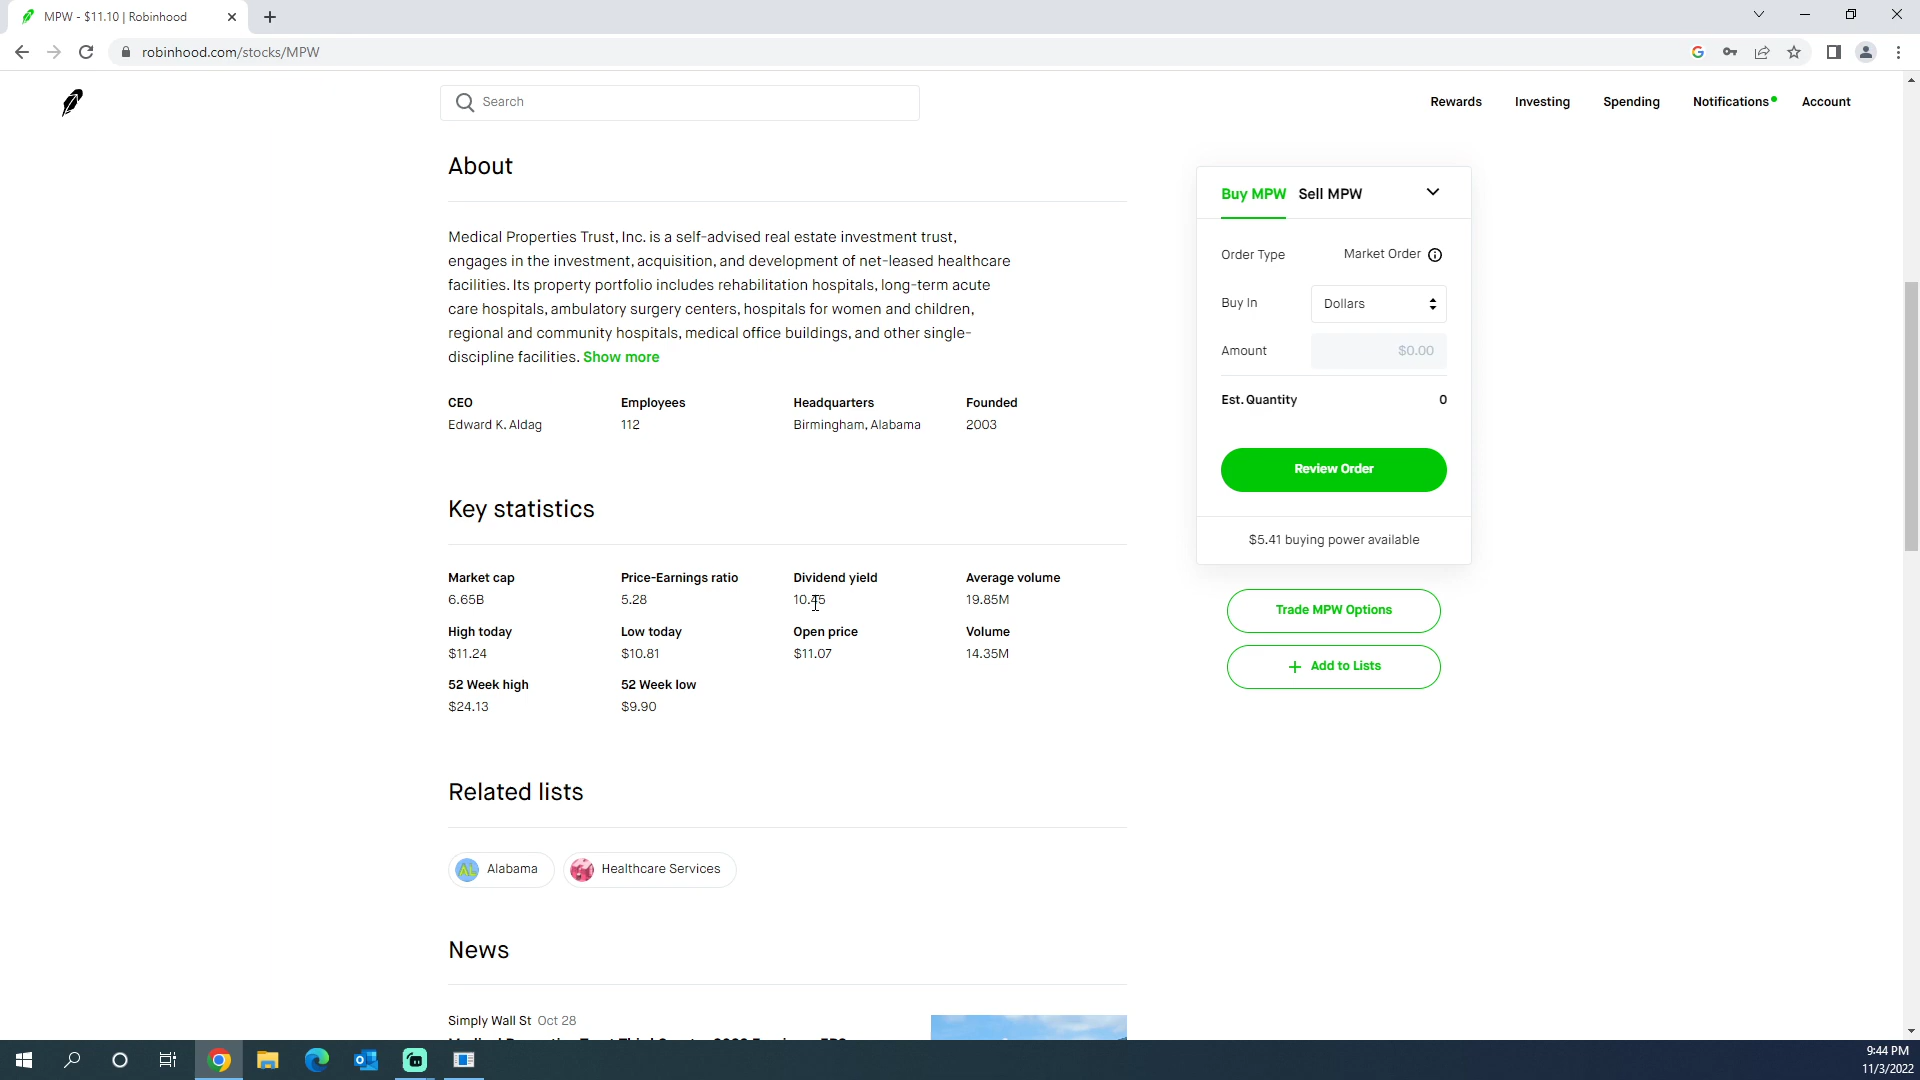 MPW - $11.10 | Robinhood
robinhood.com/stocks/MPW
Search
Rewards Investing Spending Notifications Account
About
Medical Properties Trust, Inc. is a self-advised real estate investment trust,
engages in the investment, acquisition, and development of net-leased healthcare
facilities. Its property portfolio includes rehabilitation hospitals, long-term acute
care hospitals, ambulatory surgery centers, hospitals for women and children,
regional and community hospitals, medical office buildings, and other single-
discipline facilities. Show more
CEO Employees Headquarters Founded
Edward K. Aldag 112 Birmingham, Alabama 2003
Key statistics
Market cap Price-Earnings ratio Dividend yield Average volume
6.65B 5.28 10.45 19.85M
High today Low today Open price Volume
$11.24 $10.81 $11.07 14.35M
52 Week high 52 Week low
$24.13 $9.90
Related lists
AL Alabama Healthcare Services
News
Simply Wall St Oct 28
Buy MPW Sell MPW
Order Type Market Order
Buy In Dollars
Amount $0.00
Est. Quantity 0
Review Order
$5.41 buying power available
Trade MPW Options
Add to Lists
9:44 PM
11/3/2022